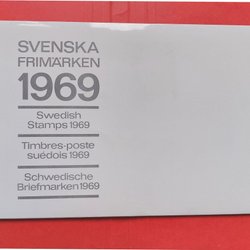 SVENSKA
FRIMÄRKEN
1969
Swedish
Stamps 1969
Timbres-poste
suédois 1969
Schwedische
Briefmarken 1969